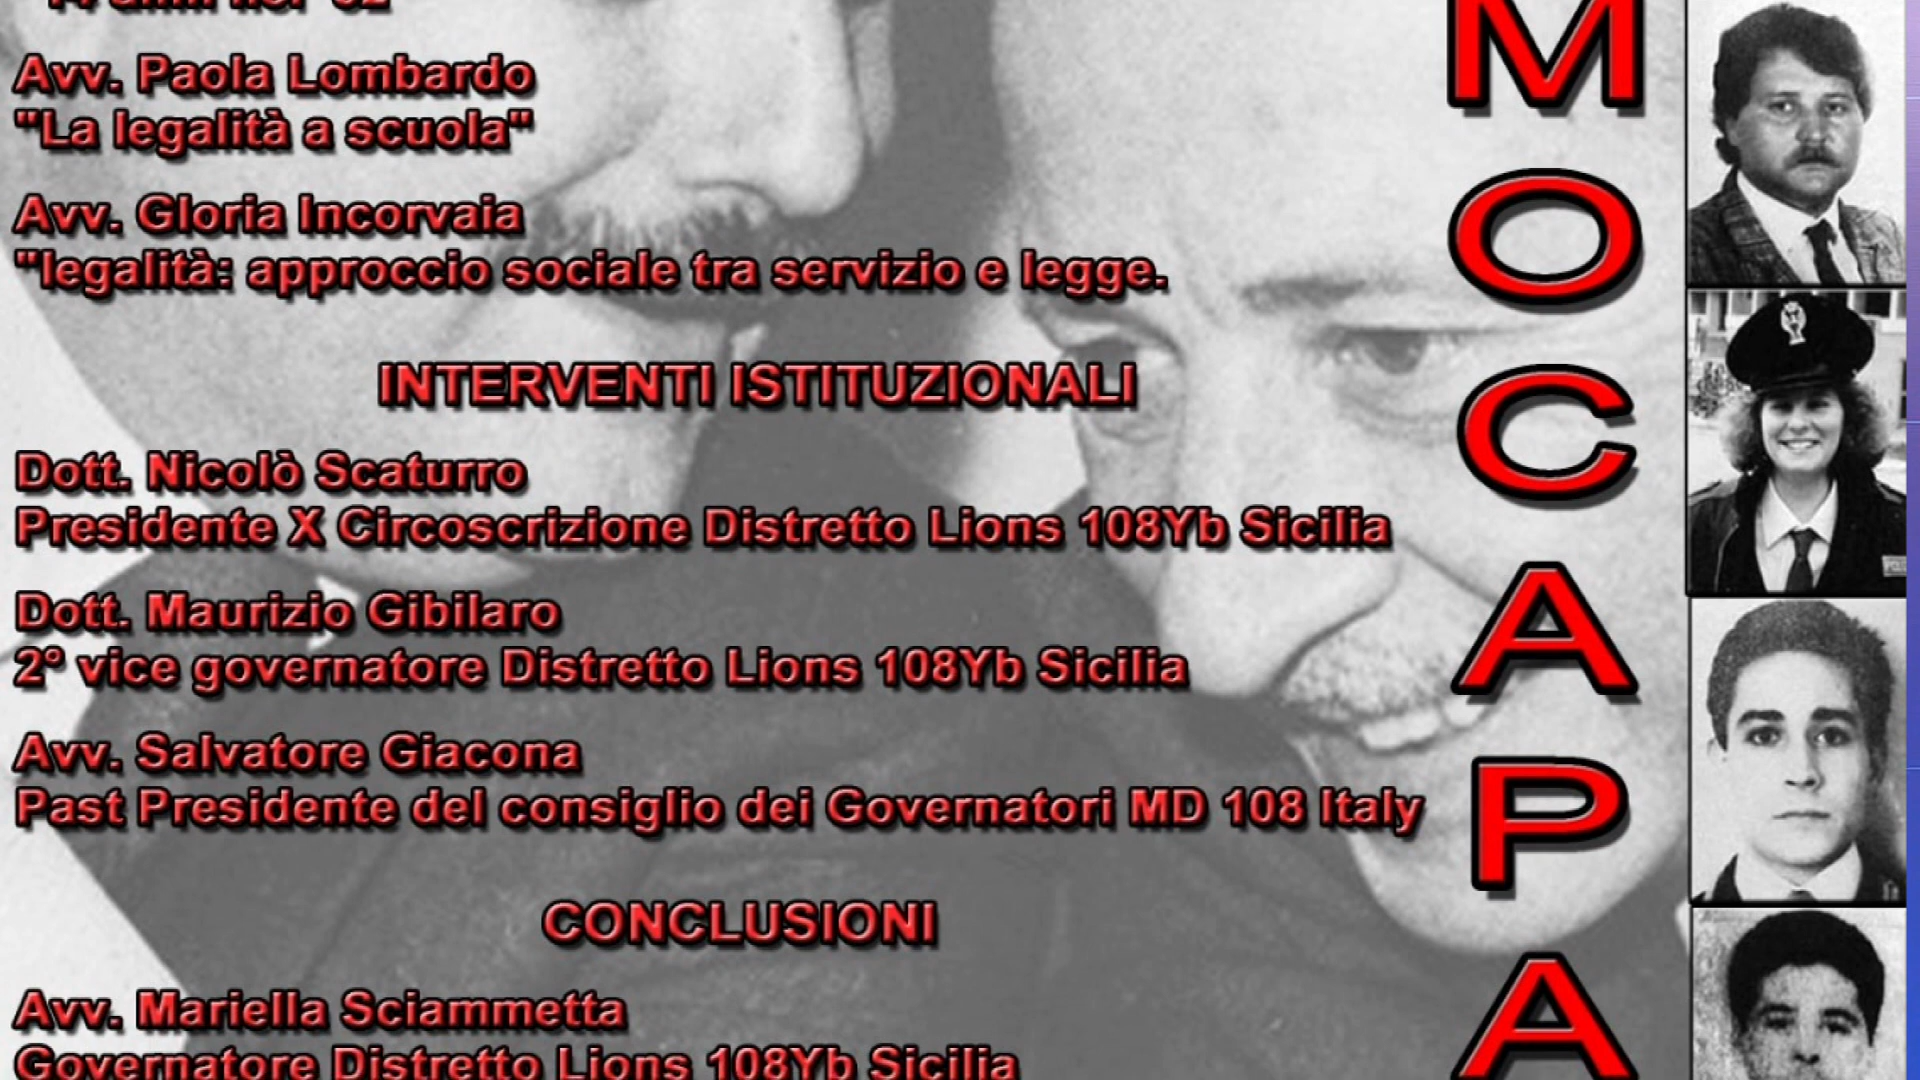 Avv. Paola Lombardo
"La legalità a scuola"
Avv. Gloria Incorvaia
"legalità: approccio sociale tra servizio e legge.
INTERVENTI ISTITUZIONALI
Dott. Nicolò Scaturro
Presidente X Circoscrizione Distretto Lions 108Yb Sicilia
Dott. Maurizio Gibilaro
2° vice governatore Distretto Lions 108Yb Sicilia
Avv. Salvatore Giacona
Past Presidente del consiglio dei Governatori MD 108 Italy
CONCLUSIONI
Avv. Mariella Sciammetta
Governatore Distretto Lions 108Yb Sicilia
M
O
C
A
P
A